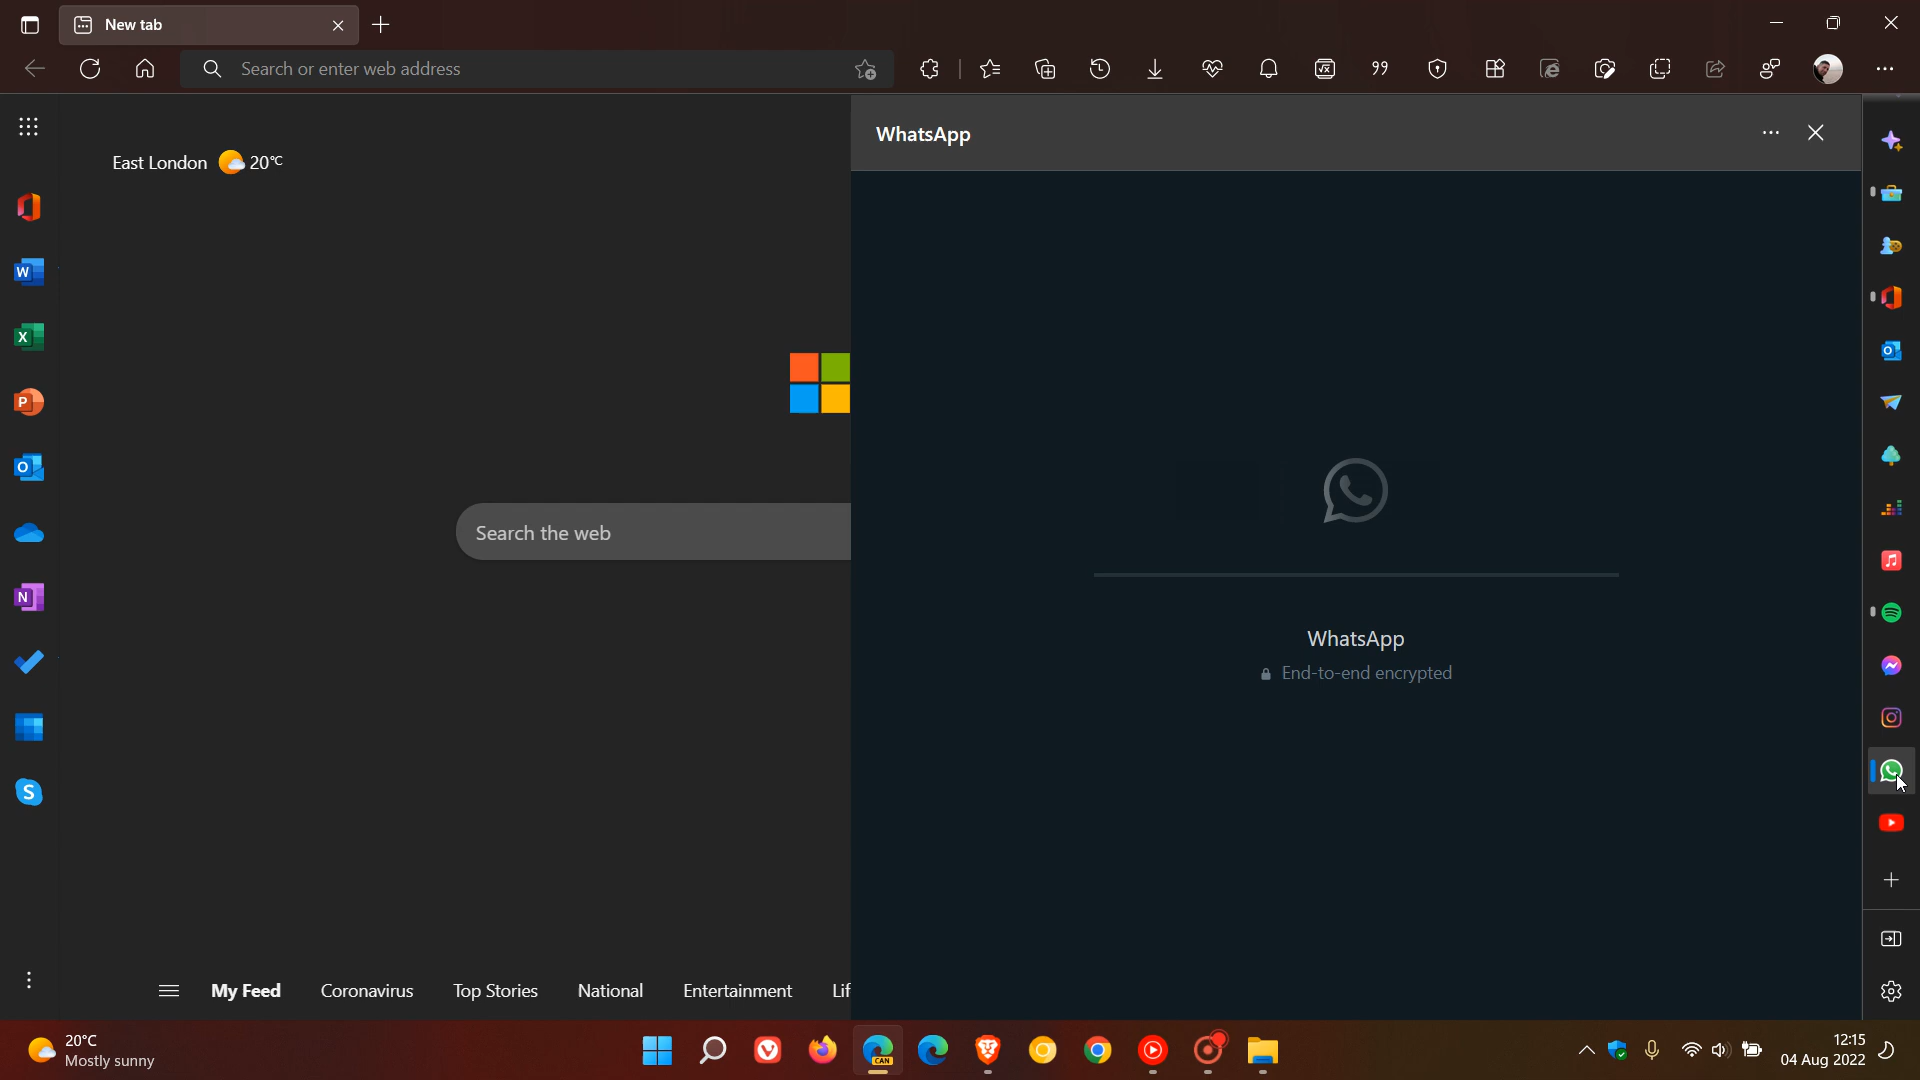 New tab
Search or enter web address
WhatsApp
East London 20°C
W
X
P
O
N
S
Search the web
WhatsApp
End-to-end encrypted
My Feed Coronavirus Top Stories National Entertainment Lif
20°C
Mostly sunny
CAN
12:15
04 Aug 2022